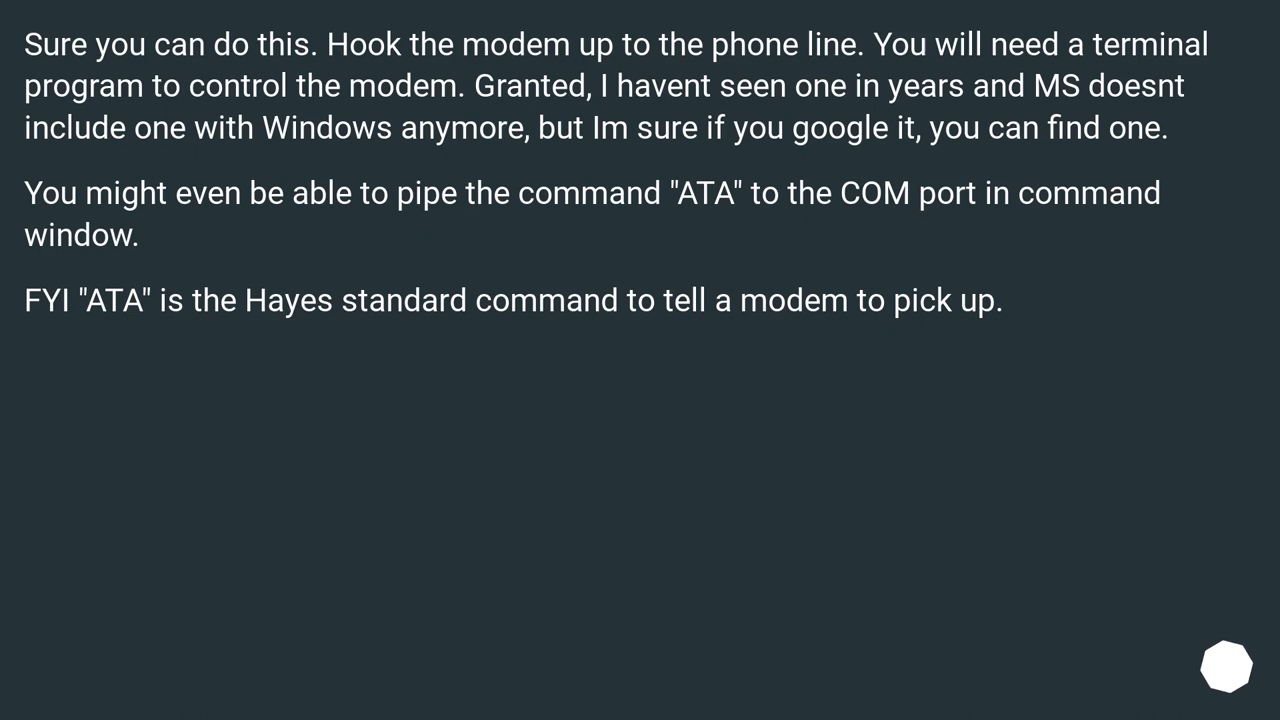 Sure you can do this. Hook the modem up to the phone line. You will need a terminal
program to control the modem. Granted, I havent seen one in years and MS doesnt
include one with Windows anymore, but Im sure if you google it, you can find one.
You might even be able to pipe the command "ATA" to the COM port in command
window.
FYI "ATA" is the Hayes standard command to tell a modem to pick up.